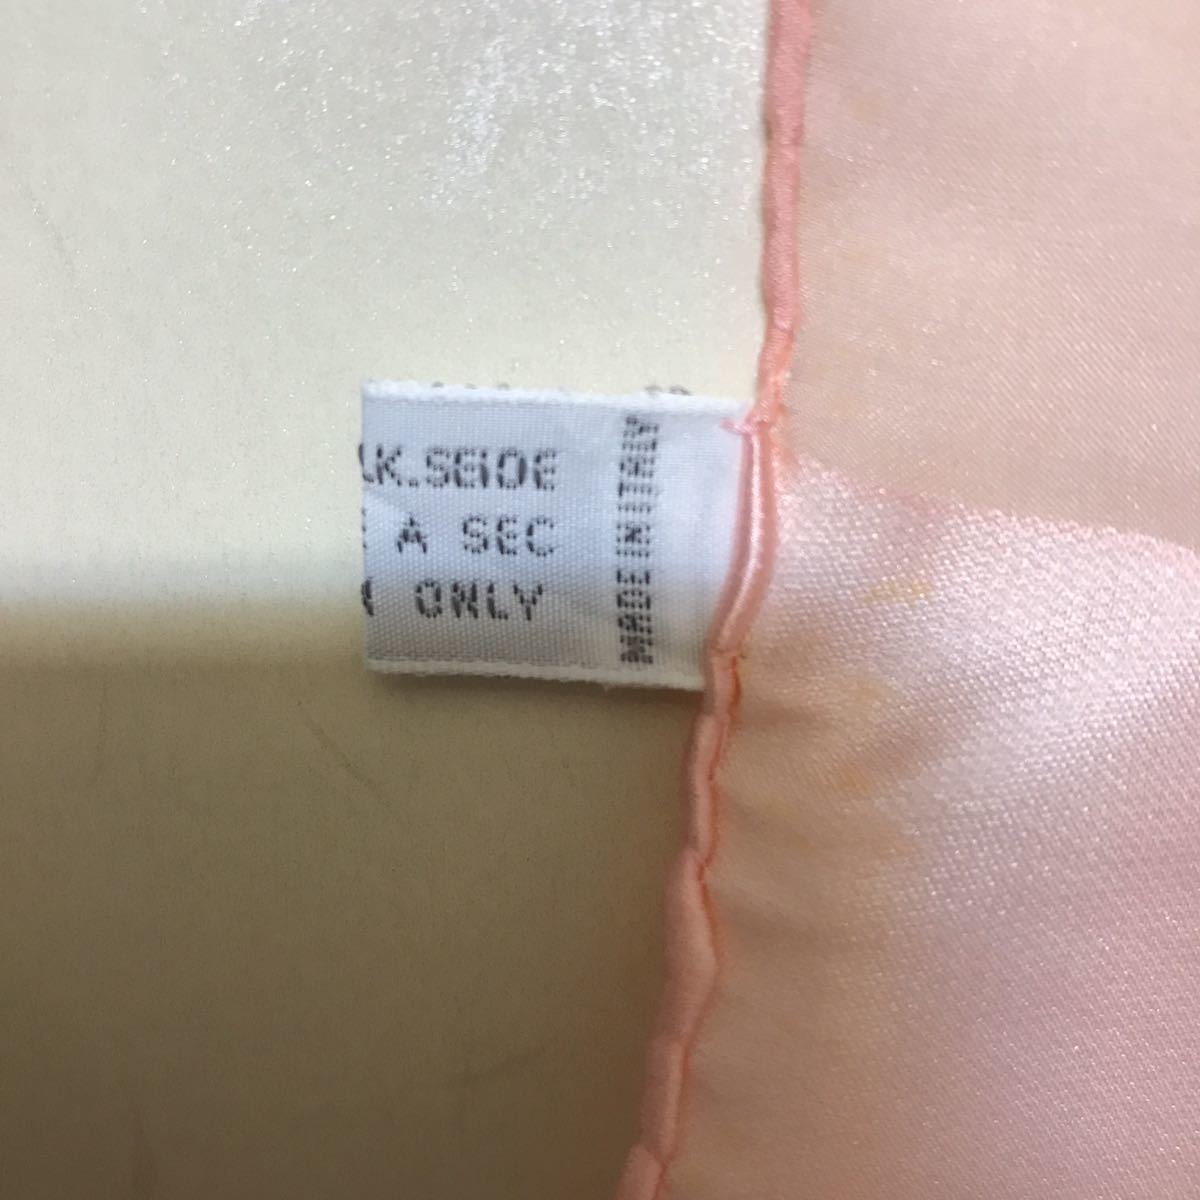 LK.SEIDE
E A SEC
N ONLY
MADE IN ITALY